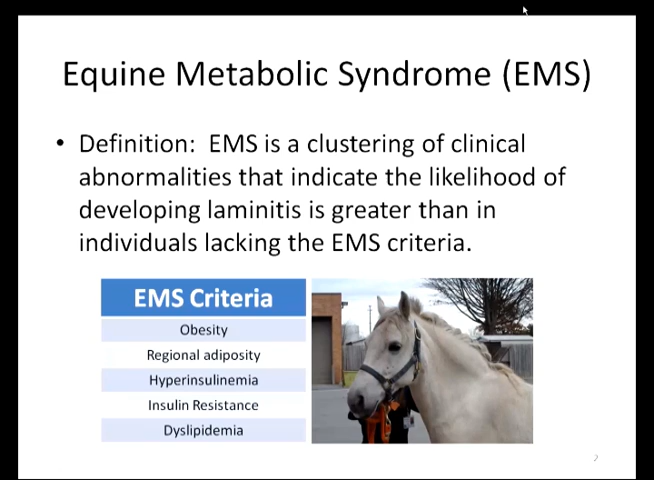 Equine Metabolic Syndrome (EMS)
• Definition: EMS is a clustering of clinical
abnormalities that indicate the likelihood of
developing laminitis is greater than in
individuals lacking the EMS criteria.
EMS Criteria
Obesity
Regional adiposity
Hyperinsulinemia
Insulin Resistance
Dyslipidemia
2